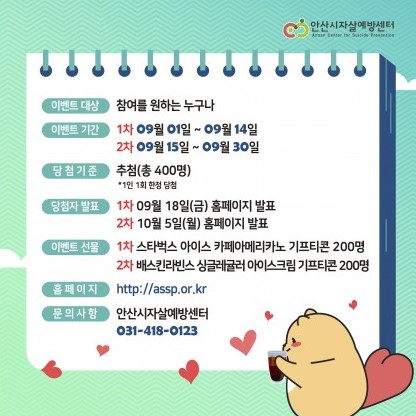 안산시자살예방센터
Ansan Center for Suicide Prevention
이벤트 대상 참여를 원하는 누구나
이벤트 기간 1차 09월 01일 ~ 09월 14일
2차 09월 15일 ~ 09월 30일
당 첨 기 준 추첨(총 400명)
*1인 1회 한정 당첨
당첨자 발표 1차 09월 18일(금) 홈페이지 발표
2차 10월 5일(월) 홈페이지 발표
이벤트 선물 1차 스타벅스 아이스 카페아메리카노 기프티콘 200명
2차 배스킨라빈스 싱글레귤러 아이스크림 기프티콘 200명
홈 페 이 지 http://assp.or.kr
문 의 사 항 안산시자살예방센터
031-418-0123